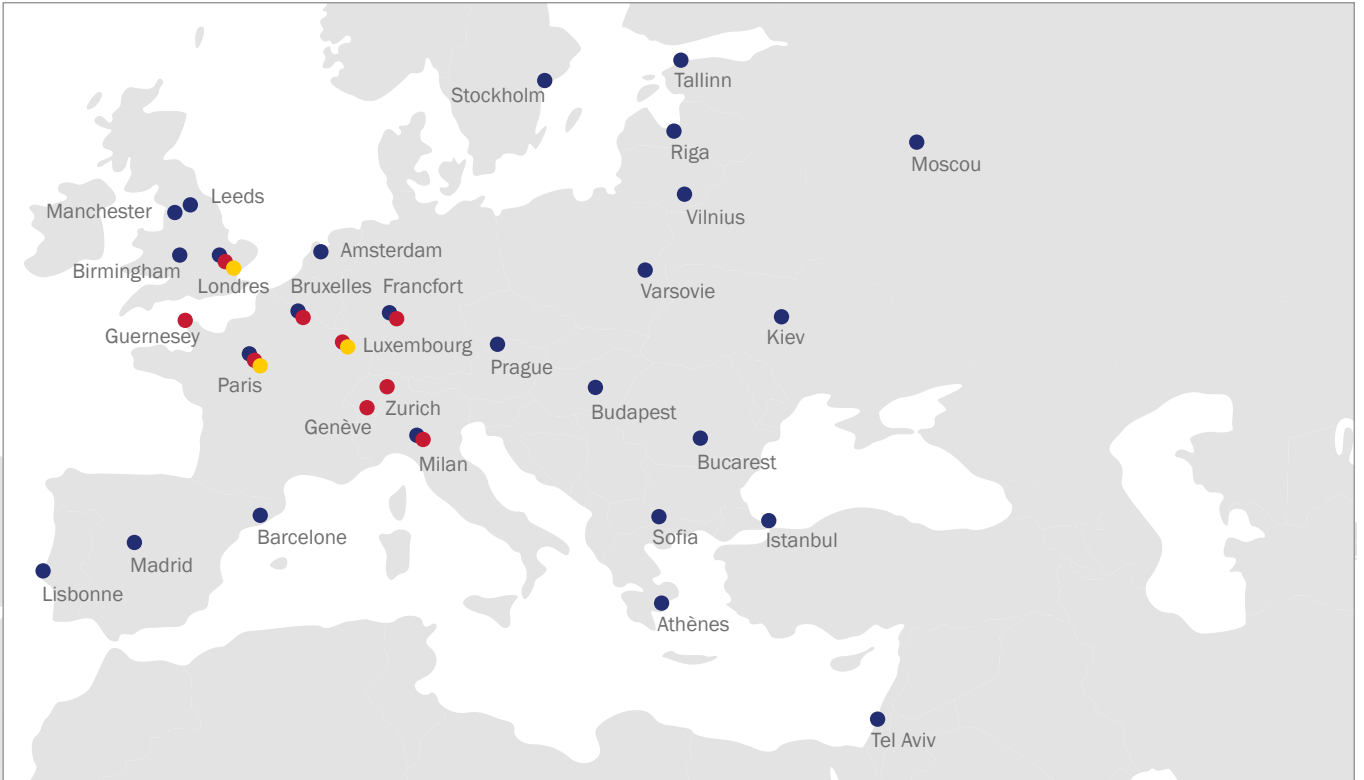 Tallinn
Stockholm
Riga
Moscou
Leeds
Manchester
Vilnius
Amsterdam
Birmingham
Londres
Bruxelles
Francfort
Varsovie
Guernesey
Luxembourg
Kiev
Prague
Paris
Zurich
Budapest
Genève
Milan
Bucarest
Barcelone
Sofia
Istanbul
Madrid
Lisbonne
Athènes
Tel Aviv